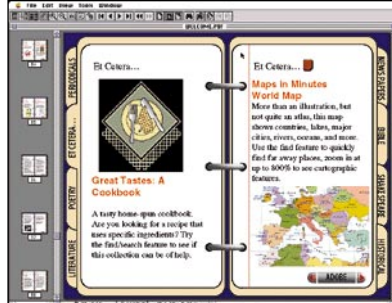 File Edit View Tools Window
WELCOME.PDF
PERIODICALS
ET CETERA...
POETRY
LITERATURE
Et Cetera...
Great Tastes: A
Cookbook
A tasty home-spun cookbook.
Are you looking for a recipe that
uses specific ingredients? Try
the find/search feature to see if
this collection can be of help.
Et Cetera...
Maps in Minutes
World Map
More than an illustration, but
not quite an atlas, this map
shows countries, lakes, major
cities, rivers, oceans, and more.
Use the find feature to quickly
find far away places, zoom in at
up to 800% to see cartographic
features.
ADOBE
NEWSPAPERS
BIBLE
SHAKESPEARE
HISTORICAL